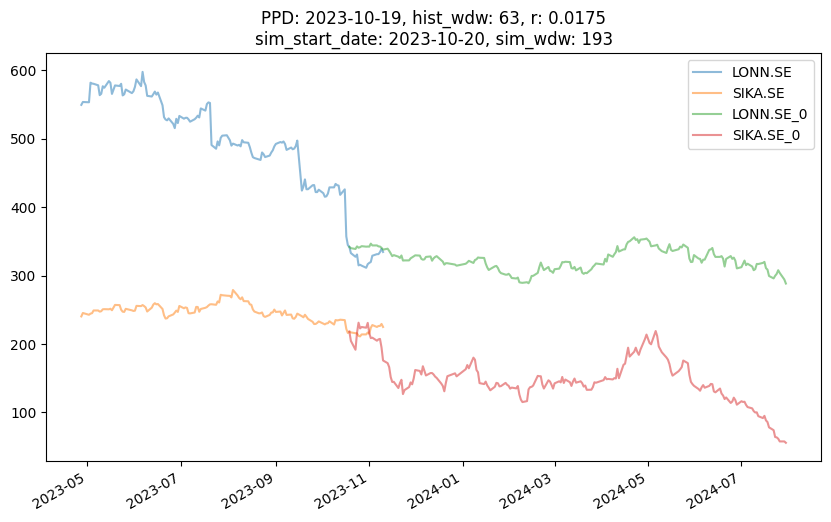 PPD: 2023-10-19, hist_wdw: 63, r: 0.0175
sim_start_date: 2023-10-20, sim_wdw: 193
LONN.SE
SIKA.SE
LONN.SE_0
SIKA.SE_0
600
500
400
300
200
100
2023-05
2023-07
2023-09
2023-11
2024-01
2024-03
2024-05
2024-07